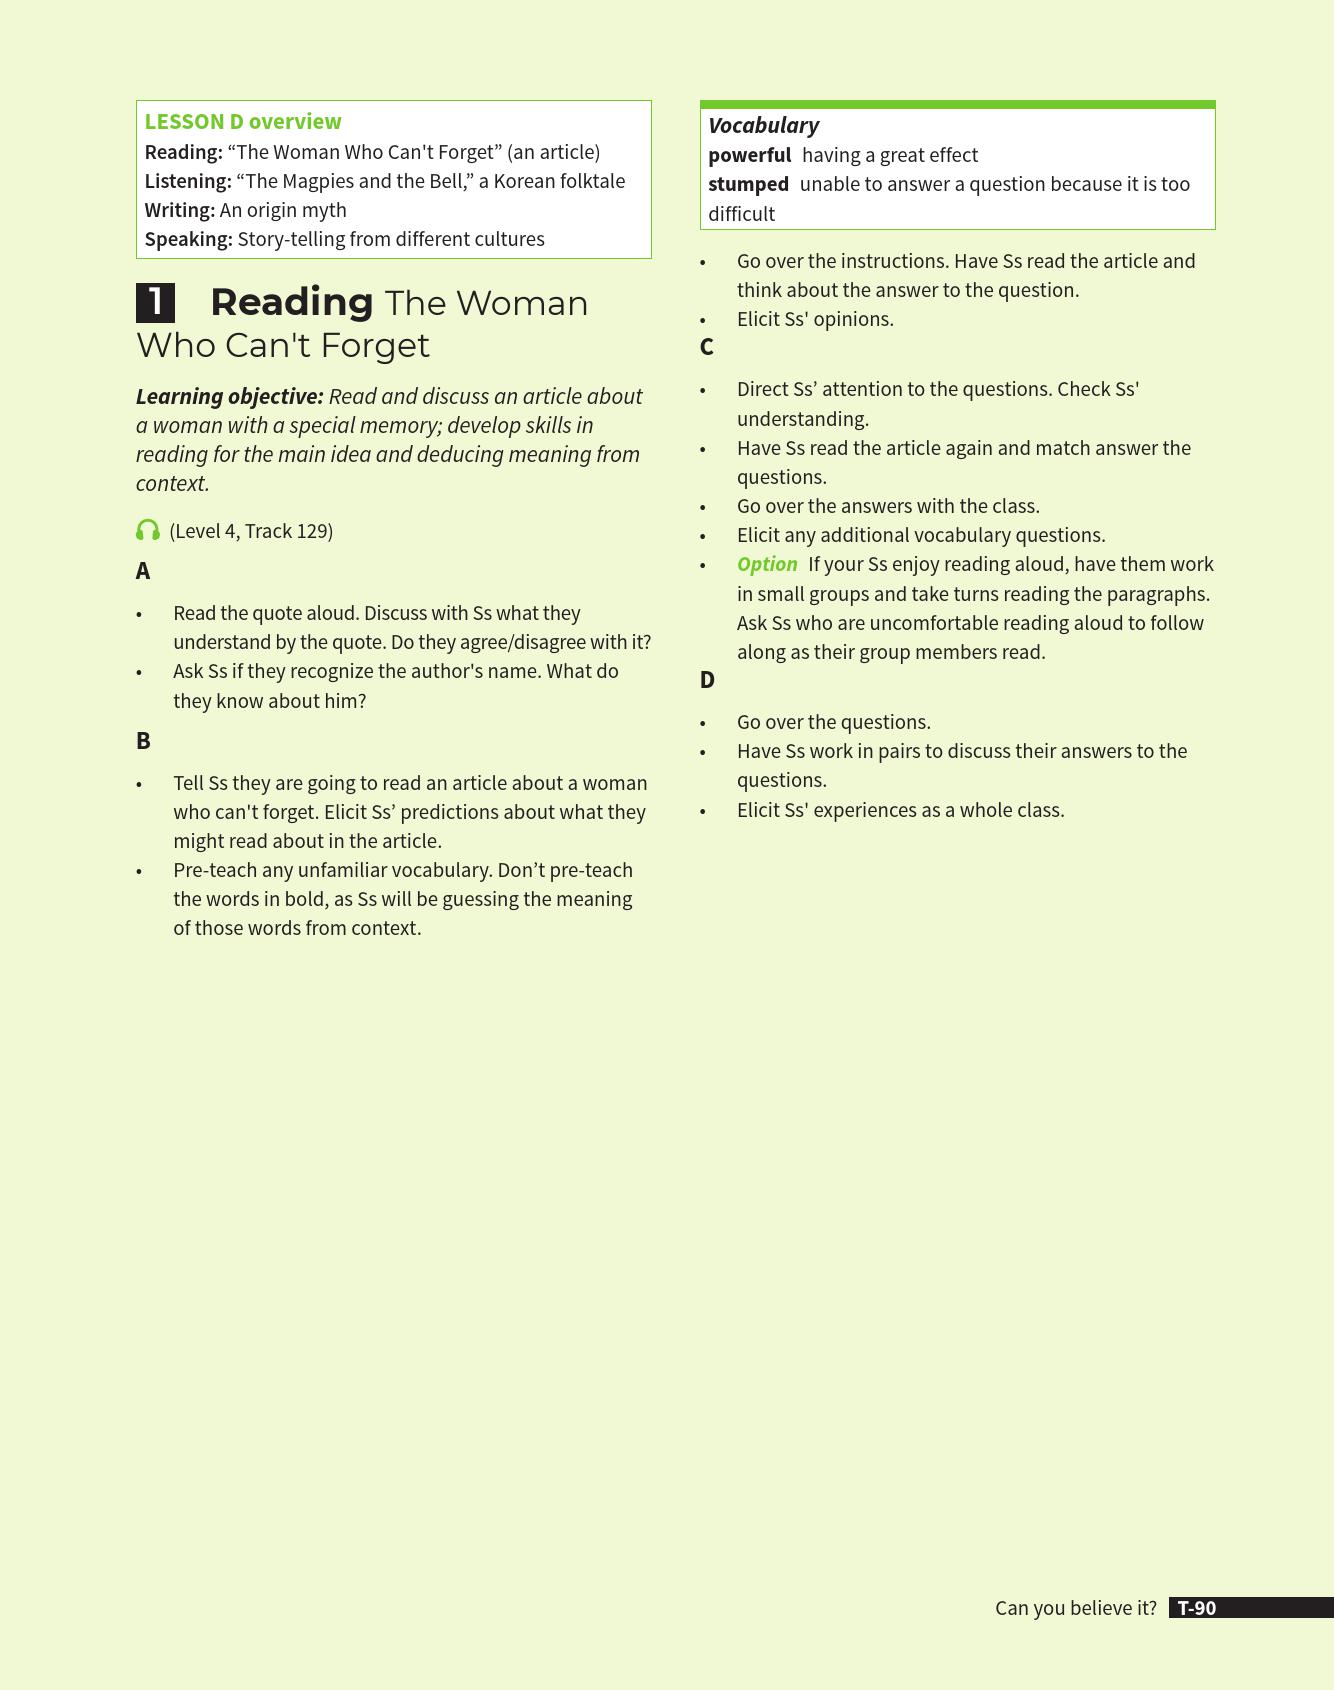 LESSON D overview
Reading: “The Woman Who Can't Forget” (an article)
Listening: “The Magpies and the Bell,” a Korean folktale
Writing: An origin myth
Speaking: Story-telling from different cultures
1 Reading The Woman
Who Can't Forget
Learning objective: Read and discuss an article about
a woman with a special memory; develop skills in
reading for the main idea and deducing meaning from
context.
(Level 4, Track 129)
A
• Read the quote aloud. Discuss with Ss what they
understand by the quote. Do they agree/disagree with it?
• Ask Ss if they recognize the author's name. What do
they know about him?
B
• Tell Ss they are going to read an article about a woman
who can't forget. Elicit Ss’ predictions about what they
might read about in the article.
• Pre-teach any unfamiliar vocabulary. Don’t pre-teach
the words in bold, as Ss will be guessing the meaning
of those words from context.
Vocabulary
powerful having a great effect
stumped unable to answer a question because it is too
difficult
• Go over the instructions. Have Ss read the article and
think about the answer to the question.
• Elicit Ss' opinions.
C
• Direct Ss’ attention to the questions. Check Ss'
understanding.
• Have Ss read the article again and match answer the
questions.
• Go over the answers with the class.
• Elicit any additional vocabulary questions.
• Option If your Ss enjoy reading aloud, have them work
in small groups and take turns reading the paragraphs.
Ask Ss who are uncomfortable reading aloud to follow
along as their group members read.
D
• Go over the questions.
• Have Ss work in pairs to discuss their answers to the
questions.
• Elicit Ss' experiences as a whole class.
Can you believe it? T-90